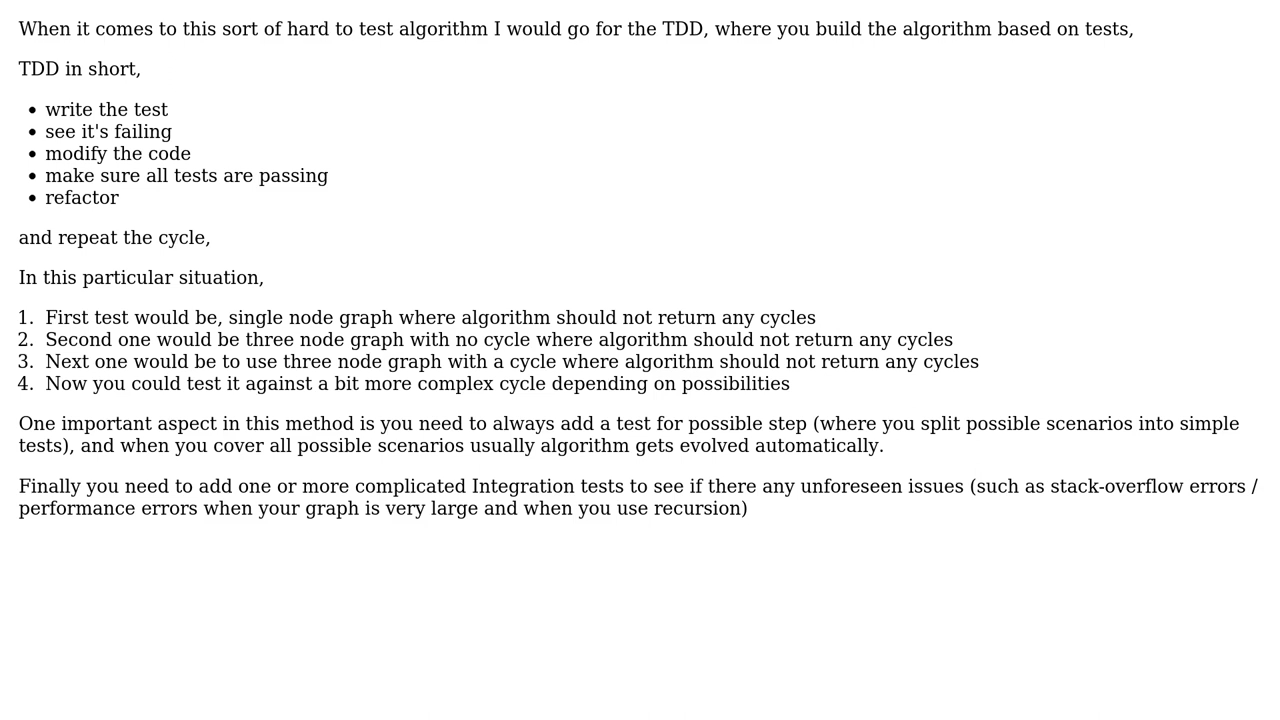 When it comes to this sort of hard to test algorithm I would go for the TDD, where you build the algorithm based on tests,
TDD in short,
• write the test
• see it's failing
• modify the code
• make sure all tests are passing
• refactor
and repeat the cycle,
In this particular situation,
1. First test would be, single node graph where algorithm should not return any cycles
2. Second one would be three node graph with no cycle where algorithm should not return any cycles
3. Next one would be to use three node graph with a cycle where algorithm should not return any cycles
4. Now you could test it against a bit more complex cycle depending on possibilities
One important aspect in this method is you need to always add a test for possible step (where you split possible scenarios into simple
tests), and when you cover all possible scenarios usually algorithm gets evolved automatically.
Finally you need to add one or more complicated Integration tests to see if there any unforeseen issues (such as stack-overflow errors /
performance errors when your graph is very large and when you use recursion)